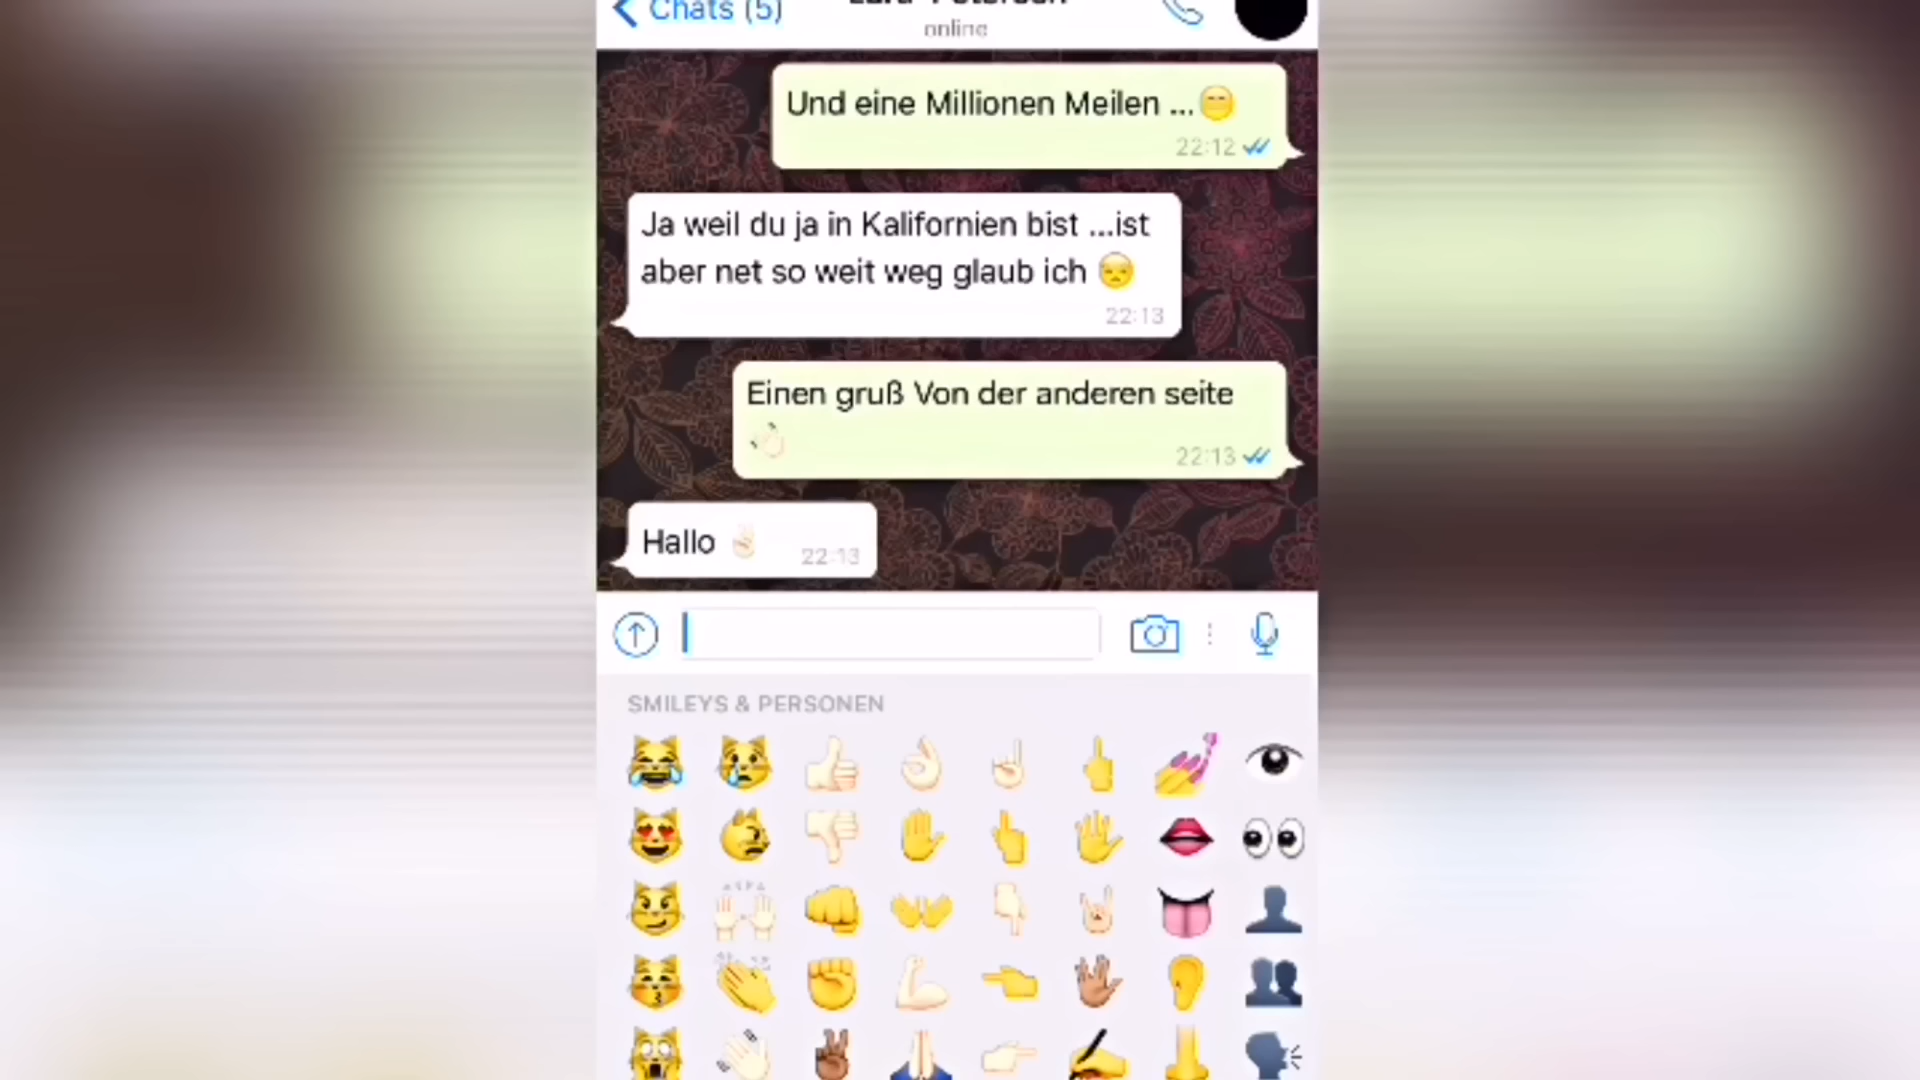 Chats (5)
online
Und eine Millionen Meilen ...😁
22:12
Ja weil du ja in Kalifornien bist ...ist
aber net so weit weg glaub ich 😒
22:13
Einen gruß Von der anderen seite
👋🏻
22:13
Hallo ✌🏻 22:13
SMILEYS & PERSONEN